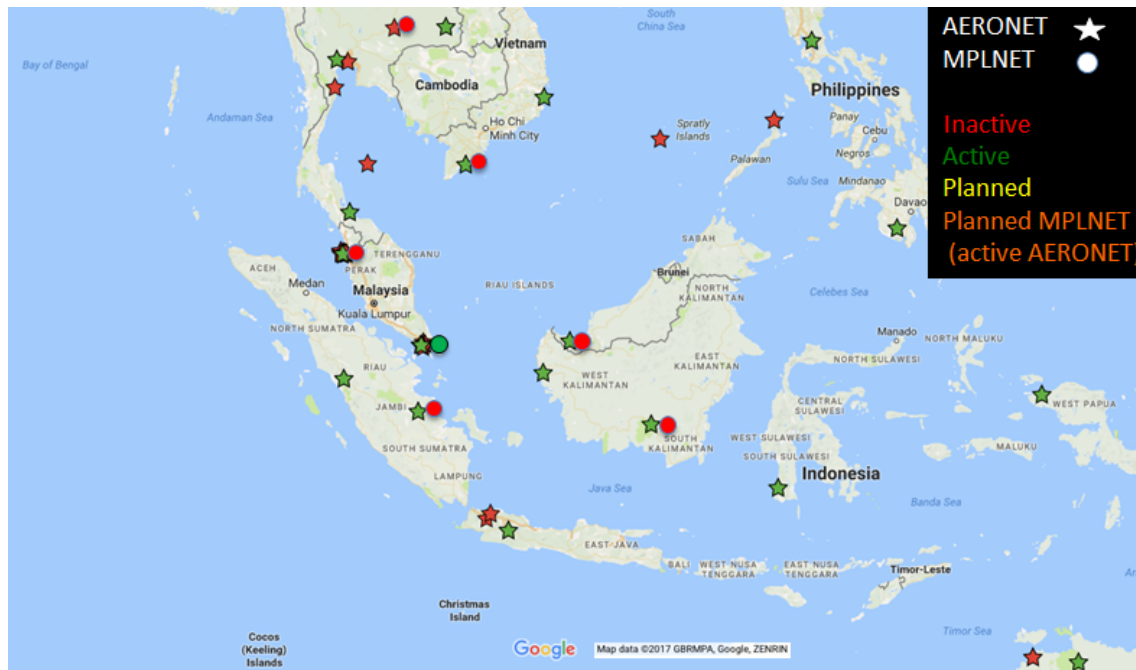 AERONET
MPLNET
Inactive
Active
Planned
Planned MPLNET
(active AERONET)
South
China Sea
Bay of Bengal
Vietnam
Cambodia
Philippines
Andaman Sea
Ho Chi
Minh City
Spratly
Islands
Panay
Cebu
Negros
Palawan
Sulu Sea
Mindanao
Davao
SABAH
ACEH
TERENGGANU
PERAK
Brunei
Medan
Malaysia
RIAU ISLANDS
NORTH
KALIMANTAN
Celebes Sea
Kuala Lumpur
NORTH SUMATRA
Manado
NORTH MALUKU
NORTH SULAWESI
RIAU
WEST
KALIMANTAN
EAST
KALIMANTAN
CENTRAL
SULAWESI
WEST PAPUA
JAMBI
SOUTH SUMATRA
SOUTH
KALIMANTAN
WEST SULAWESI
SOUTH SULAWESI
MALUKU
LAMPUNG
Indonesia
Java Sea
Banda Sea
EAST JAVA
BALI
WEST NUSA
TENGGARA
EAST NUSA
TENGGARA
Timor-Leste
Ar
Christmas
Island
Cocos
(Keeling)
Islands
Timor Sea
Google
Map data ©2017 GBRMPA, Google, ZENRIN